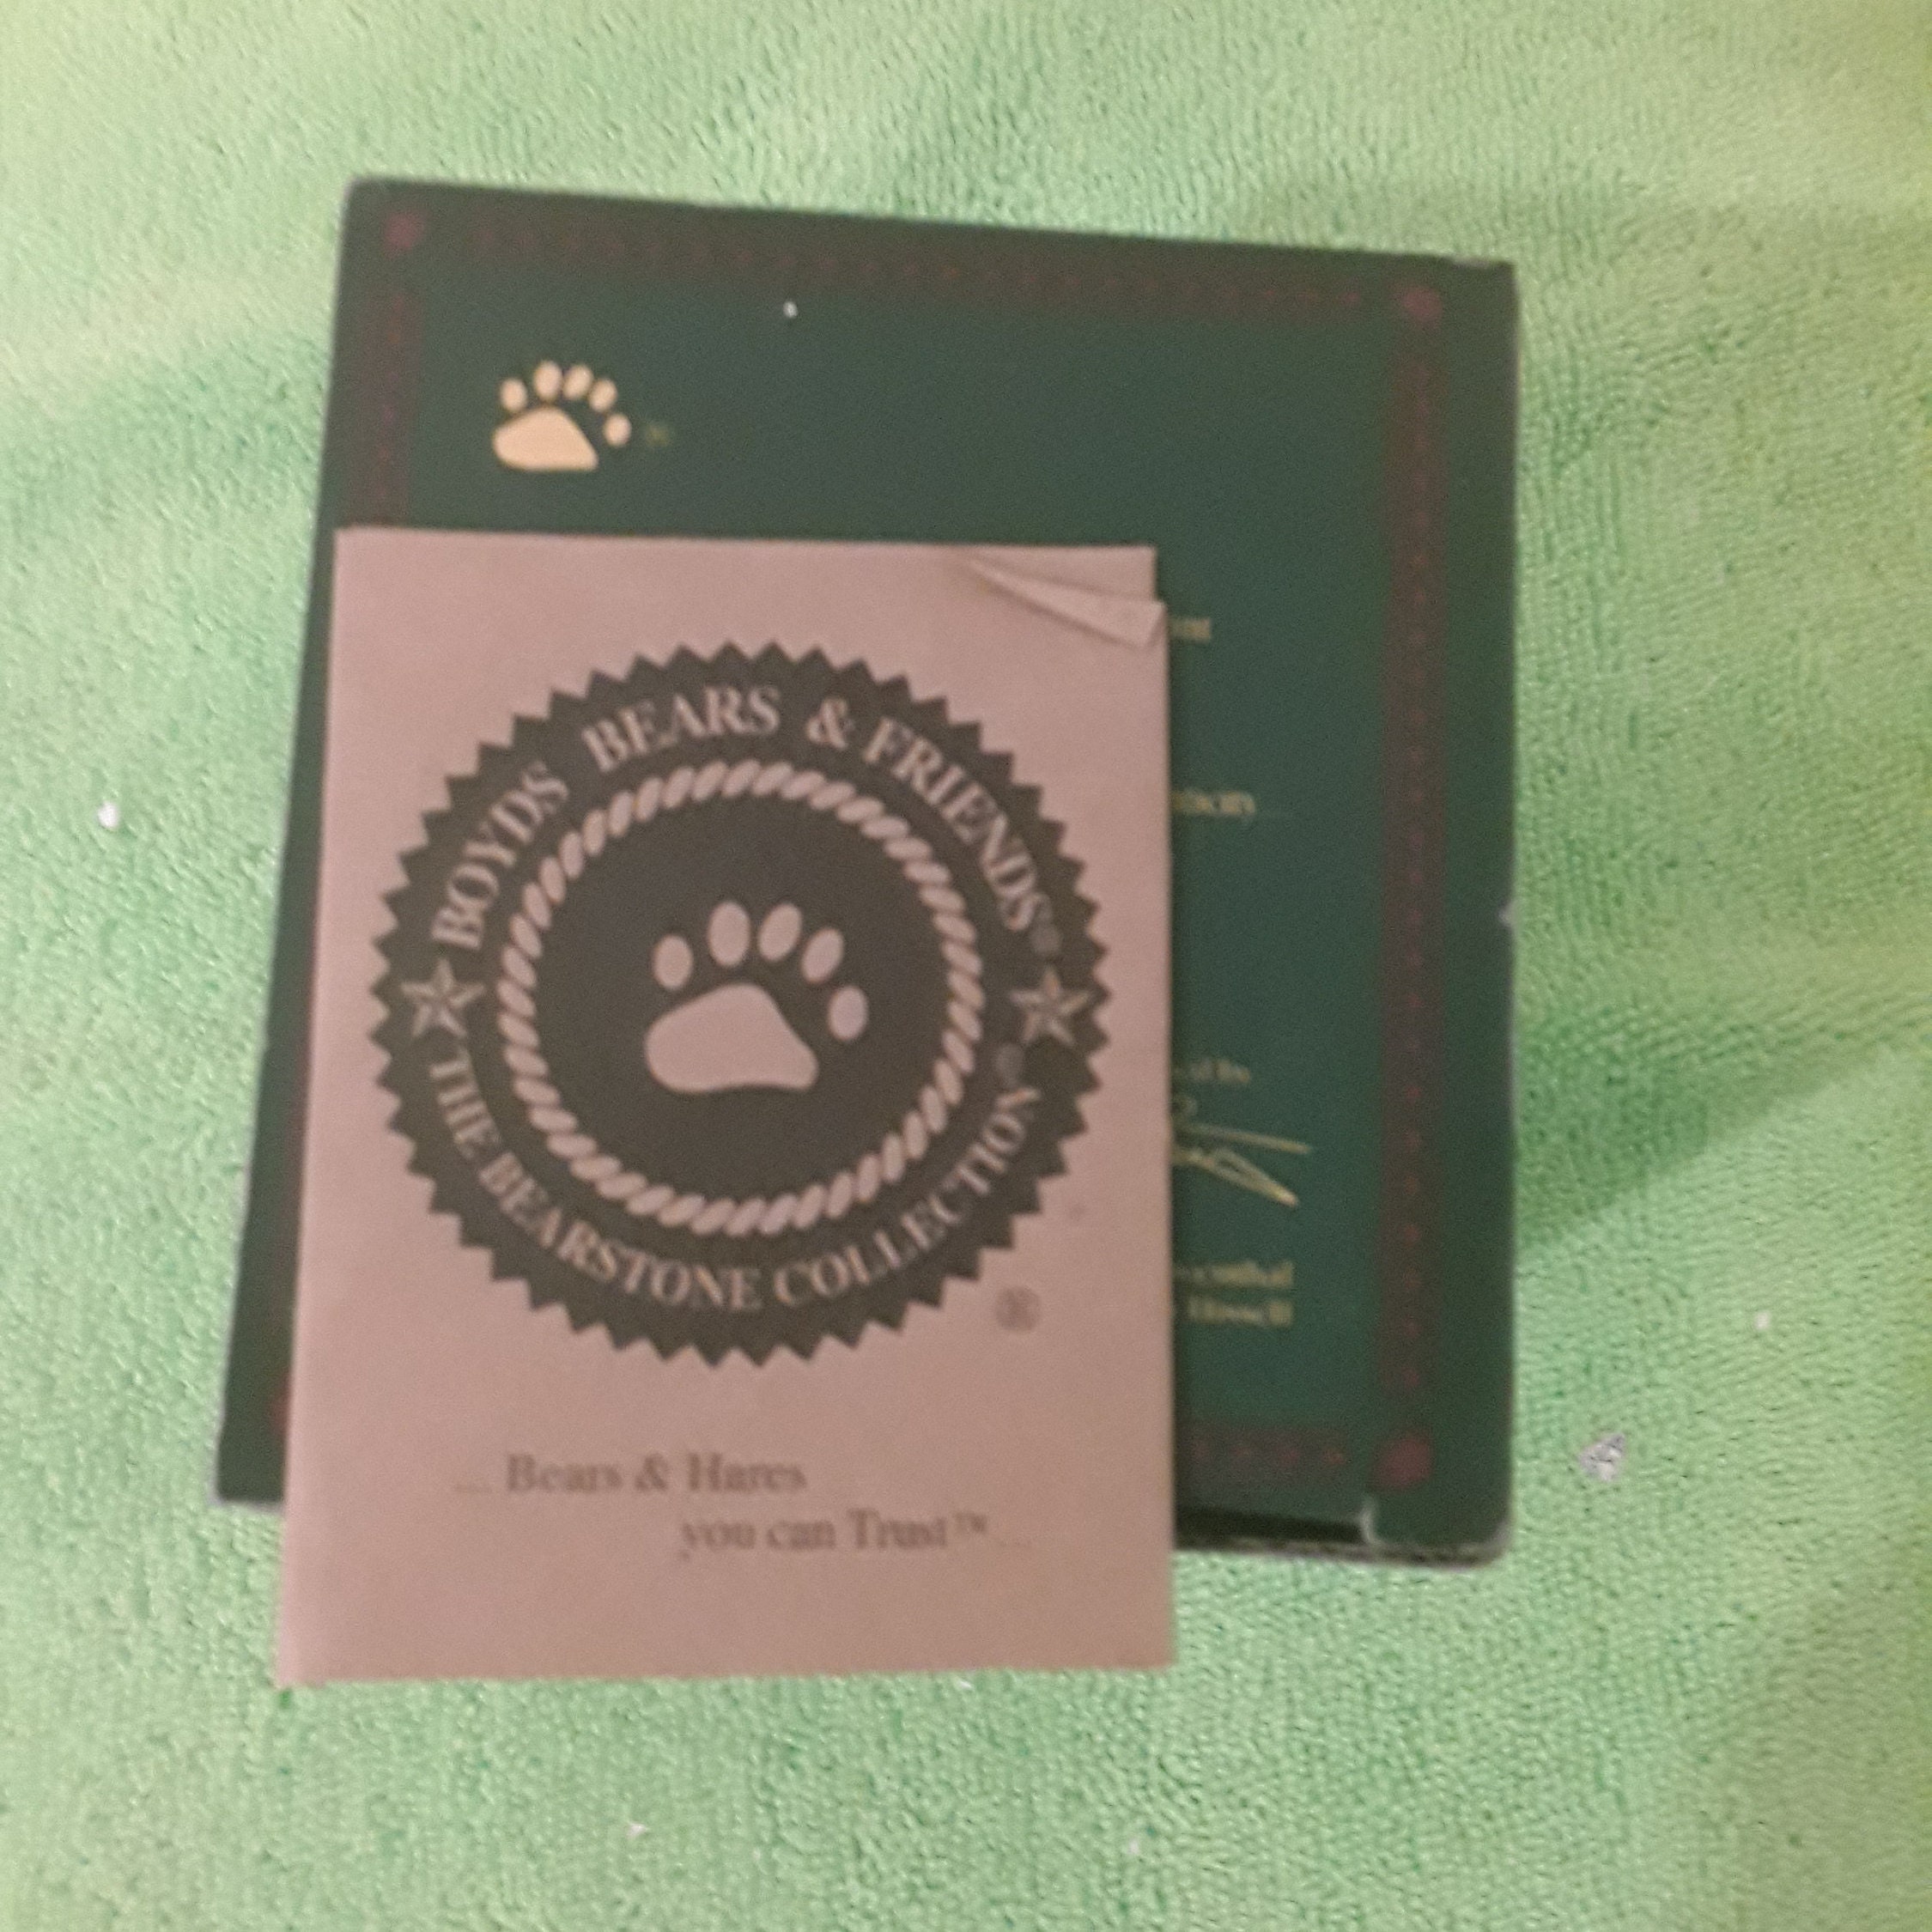 BOYDS BEARS & FRIENDS
THE BEARSTONE COLLECTION
®
... Bears & Hares
you can Trust™ ...